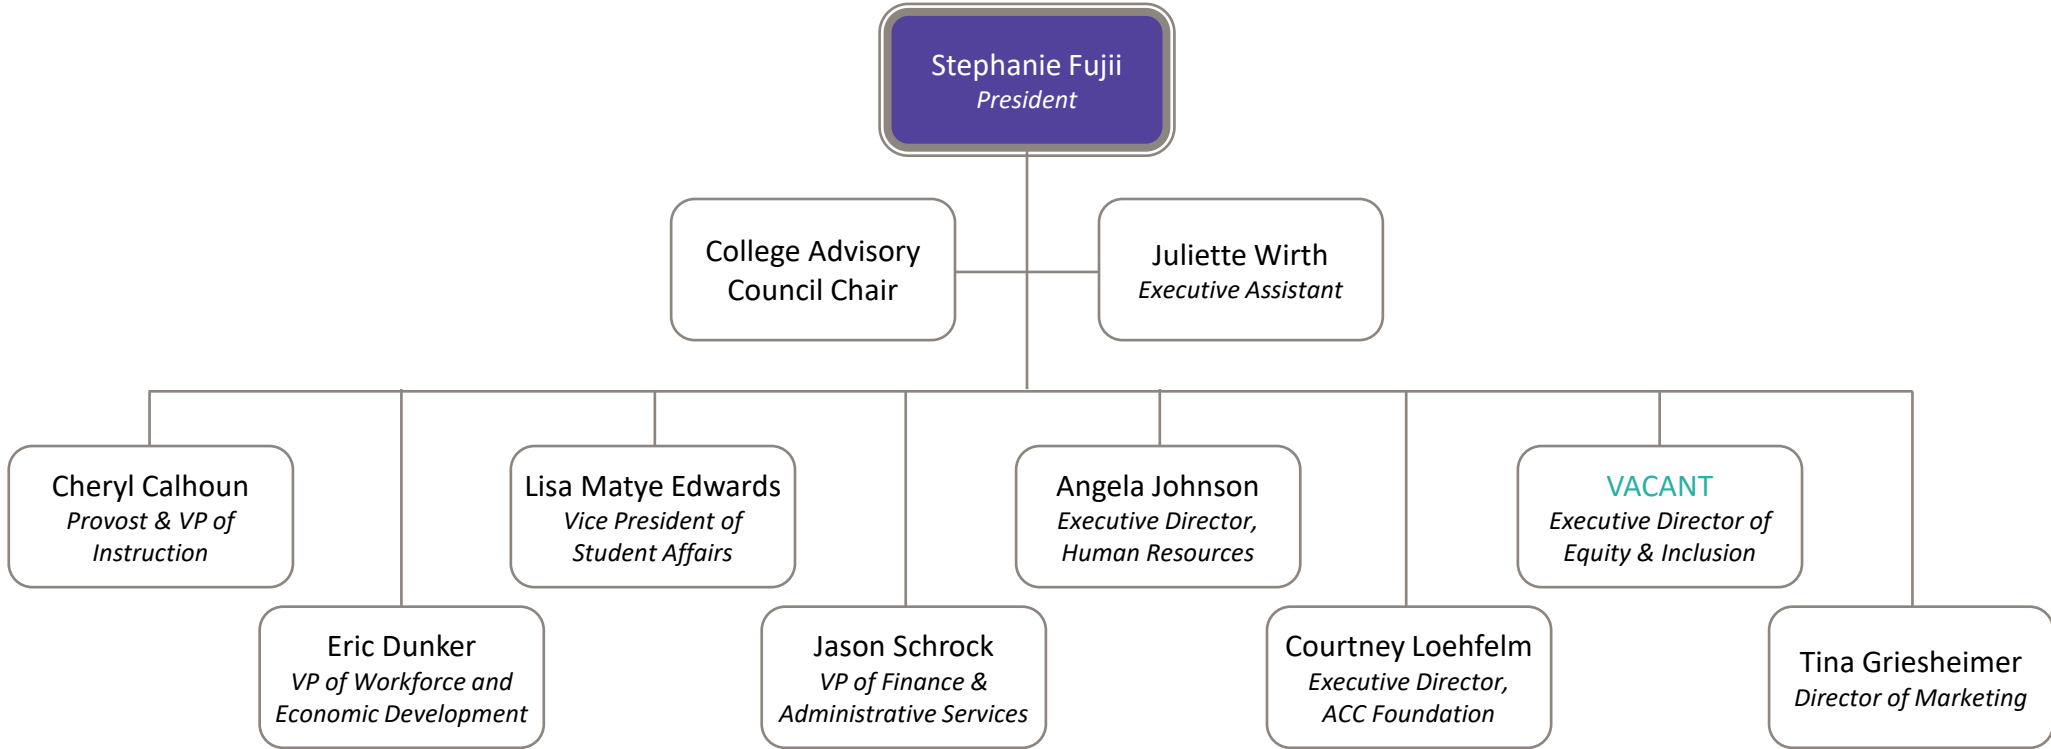 Stephanie Fujii
President
College Advisory
Council Chair
Juliette Wirth
Executive Assistant
Cheryl Calhoun
Provost & VP of
Instruction
Lisa Matye Edwards
Vice President of
Student Affairs
Angela Johnson
Executive Director,
Human Resources
VACANT
Executive Director of
Equity & Inclusion
Eric Dunker
VP of Workforce and
Economic Development
Jason Schrock
VP of Finance &
Administrative Services
Courtney Loehfelm
Executive Director,
ACC Foundation
Tina Griesheimer
Director of Marketing